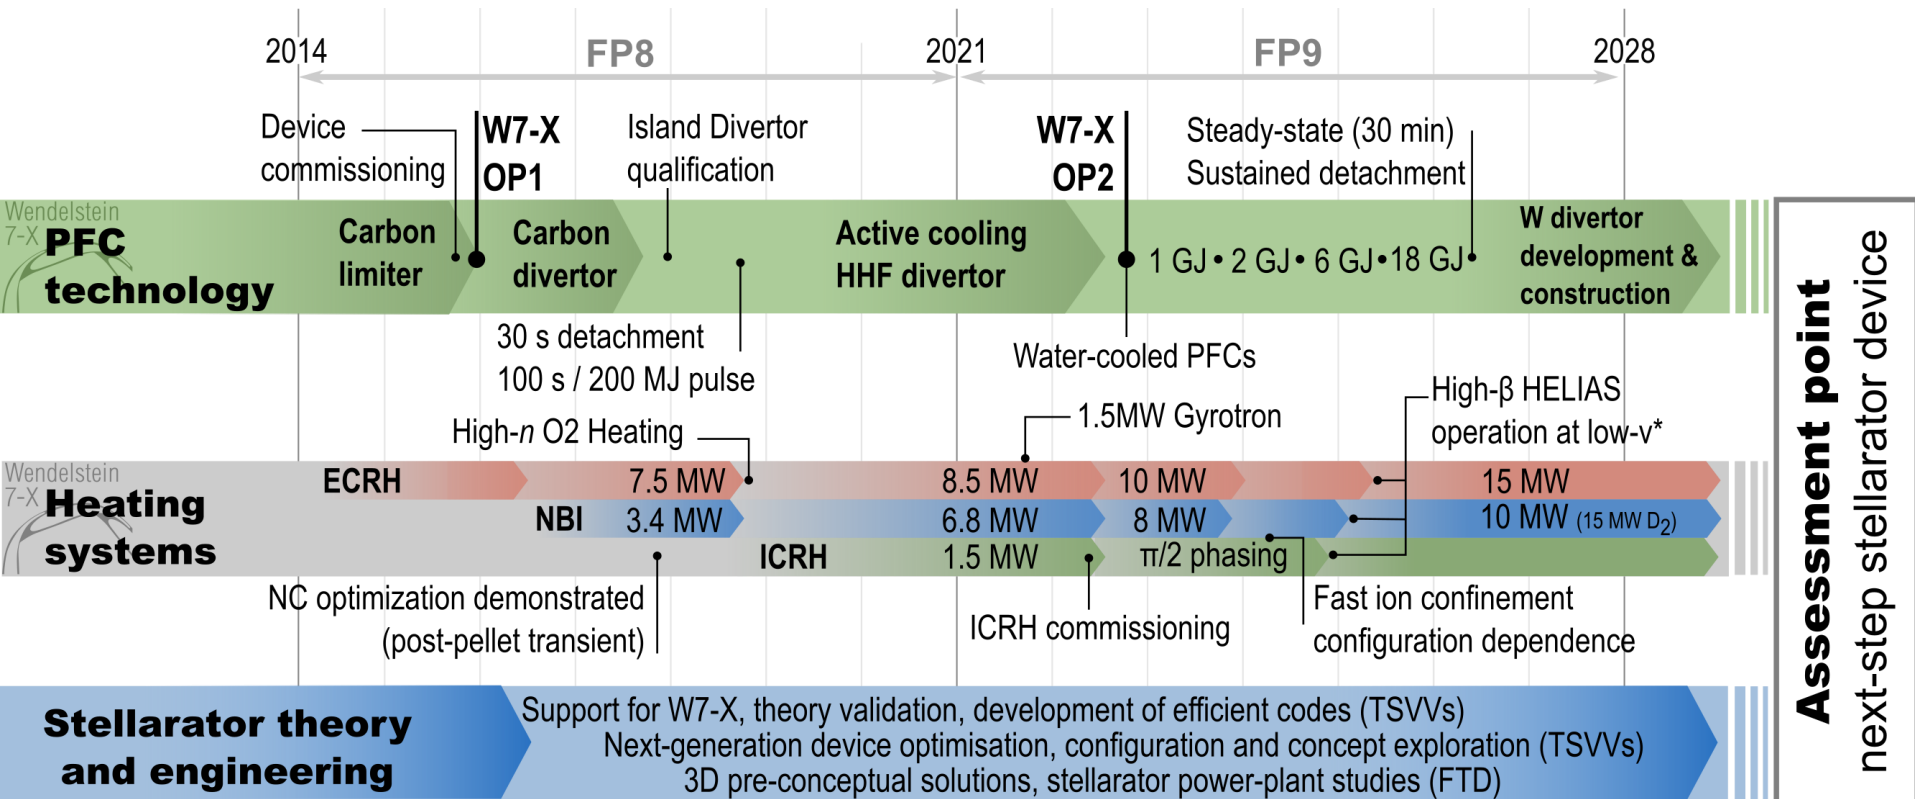 2014 FP8 2021 FP9 2028
Device
commissioning
W7-X
OP1
Island Divertor
qualification
W7-X
OP2
Steady-state (30 min)
Sustained detachment
Wendelstein
7-X
PFC
technology
Carbon
limiter
Carbon
divertor
Active cooling
HHF divertor
1 GJ • 2 GJ • 6 GJ • 18 GJ
W divertor
development &
construction
30 s detachment
100 s / 200 MJ pulse
Water-cooled PFCs
High-n O2 Heating
1.5MW Gyrotron
High-β HELIAS
operation at low-ν*
Wendelstein
7-X
Heating
systems
ECRH 7.5 MW 8.5 MW 10 MW 15 MW
NBI 3.4 MW 6.8 MW 8 MW 10 MW (15 MW D2)
ICRH 1.5 MW π/2 phasing
NC optimization demonstrated
(post-pellet transient)
ICRH commissioning
Fast ion confinement
configuration dependence
Stellarator theory
and engineering
Support for W7-X, theory validation, development of efficient codes (TSVVs)
Next-generation device optimisation, configuration and concept exploration (TSVVs)
3D pre-conceptual solutions, stellarator power-plant studies (FTD)
Assessment point
next-step stellarator device